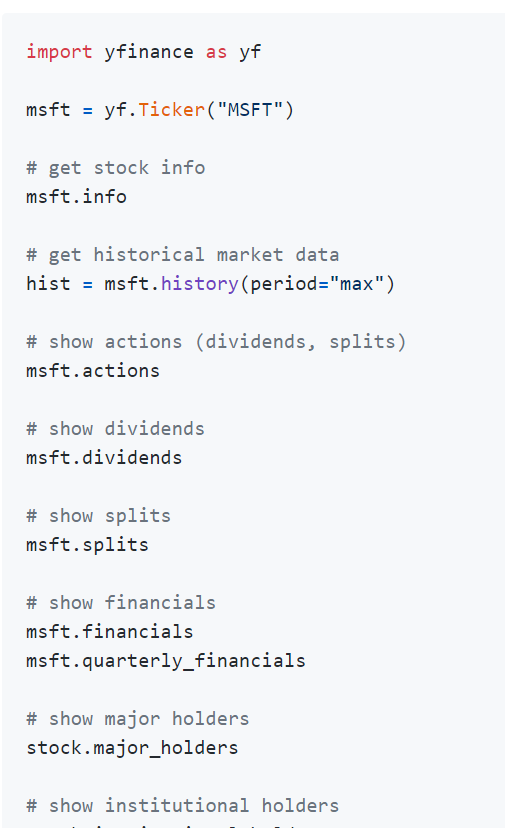 import yfinance as yf
msft = yf.Ticker("MSFT")
# get stock info
msft.info
# get historical market data
hist = msft.history(period="max")
# show actions (dividends, splits)
msft.actions
# show dividends
msft.dividends
# show splits
msft.splits
# show financials
msft.financials
msft.quarterly_financials
# show major holders
stock.major_holders
# show institutional holders